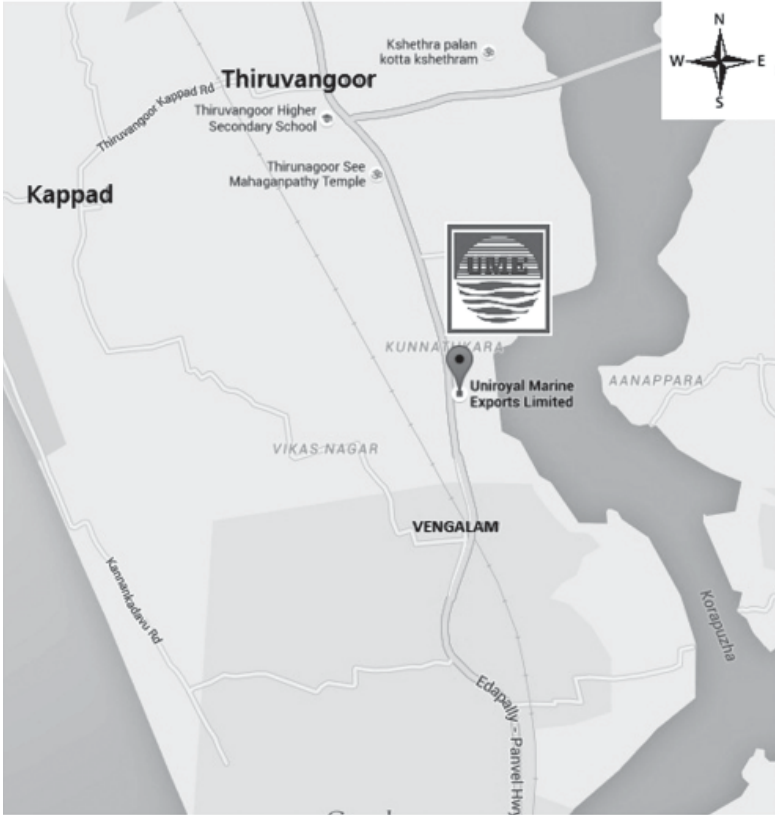 N
W E
S
Kshethra palan
kotta kshethram
Thiruvangoor
Thiruvangoor Kappad Rd
Thiruvangoor Higher
Secondary School
Thirunagoor See
Mahaganpathy Temple
Kappad
UME
KUNNATUKARA
Uniroyal Marine
Exports Limited
AANAPPARA
VIKAS NAGAR
VENGALAM
Kannankadavu Rd
Korapuzha
Edapally - Panvel Hwy